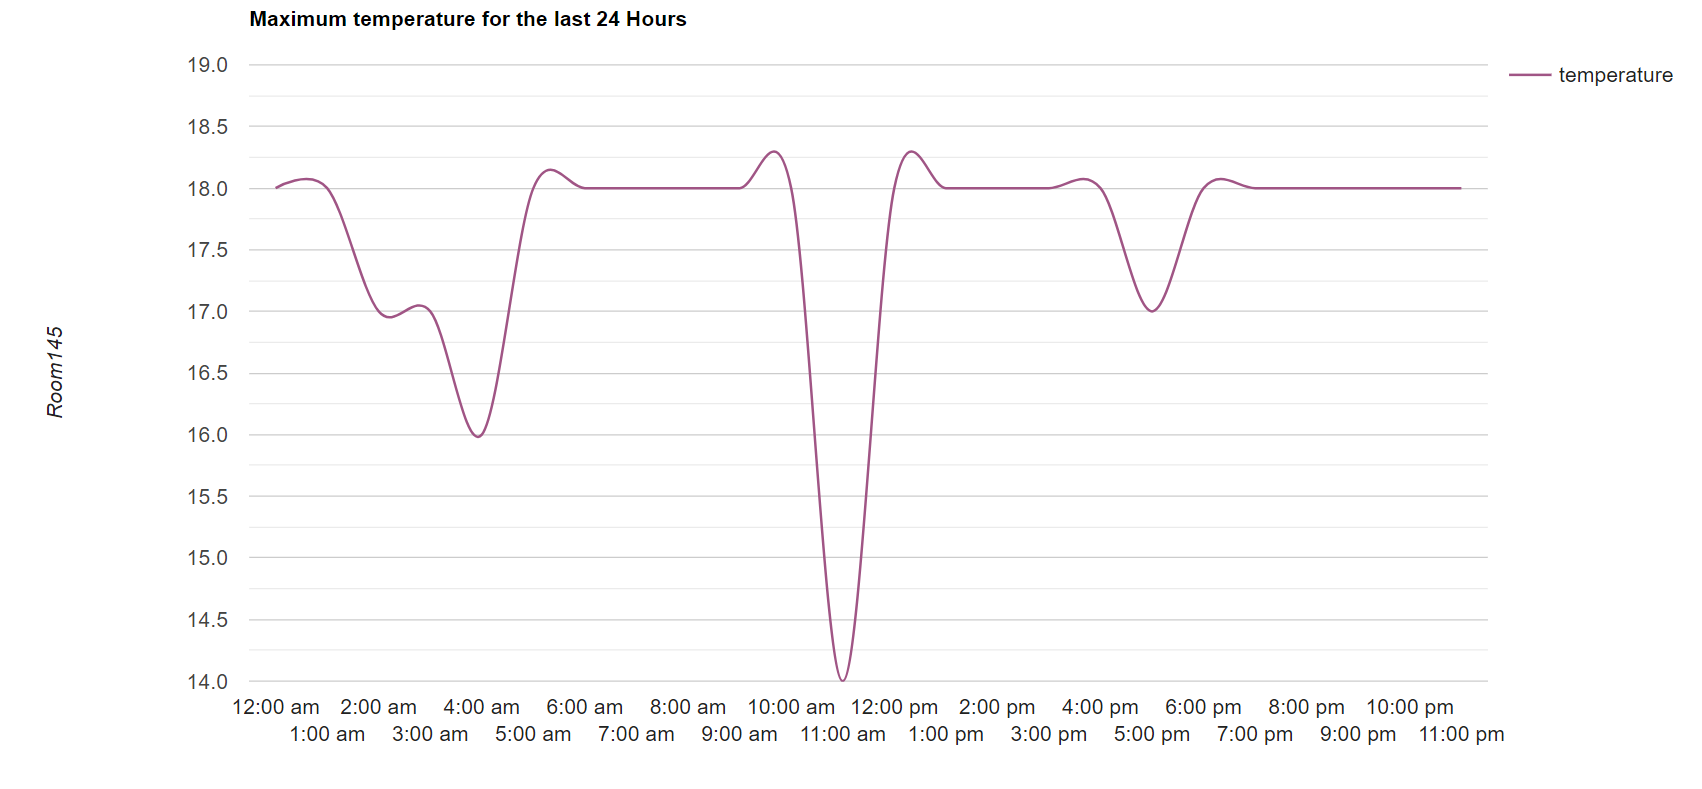 Maximum temperature for the last 24 Hours
temperature
19.0
18.5
18.0
17.5
17.0
16.5
16.0
15.5
15.0
14.5
14.0
Room145
12:00 am 2:00 am 4:00 am 6:00 am 8:00 am 10:00 am 12:00 pm 2:00 pm 4:00 pm 6:00 pm 8:00 pm 10:00 pm
1:00 am 3:00 am 5:00 am 7:00 am 9:00 am 11:00 am 1:00 pm 3:00 pm 5:00 pm 7:00 pm 9:00 pm 11:00 pm